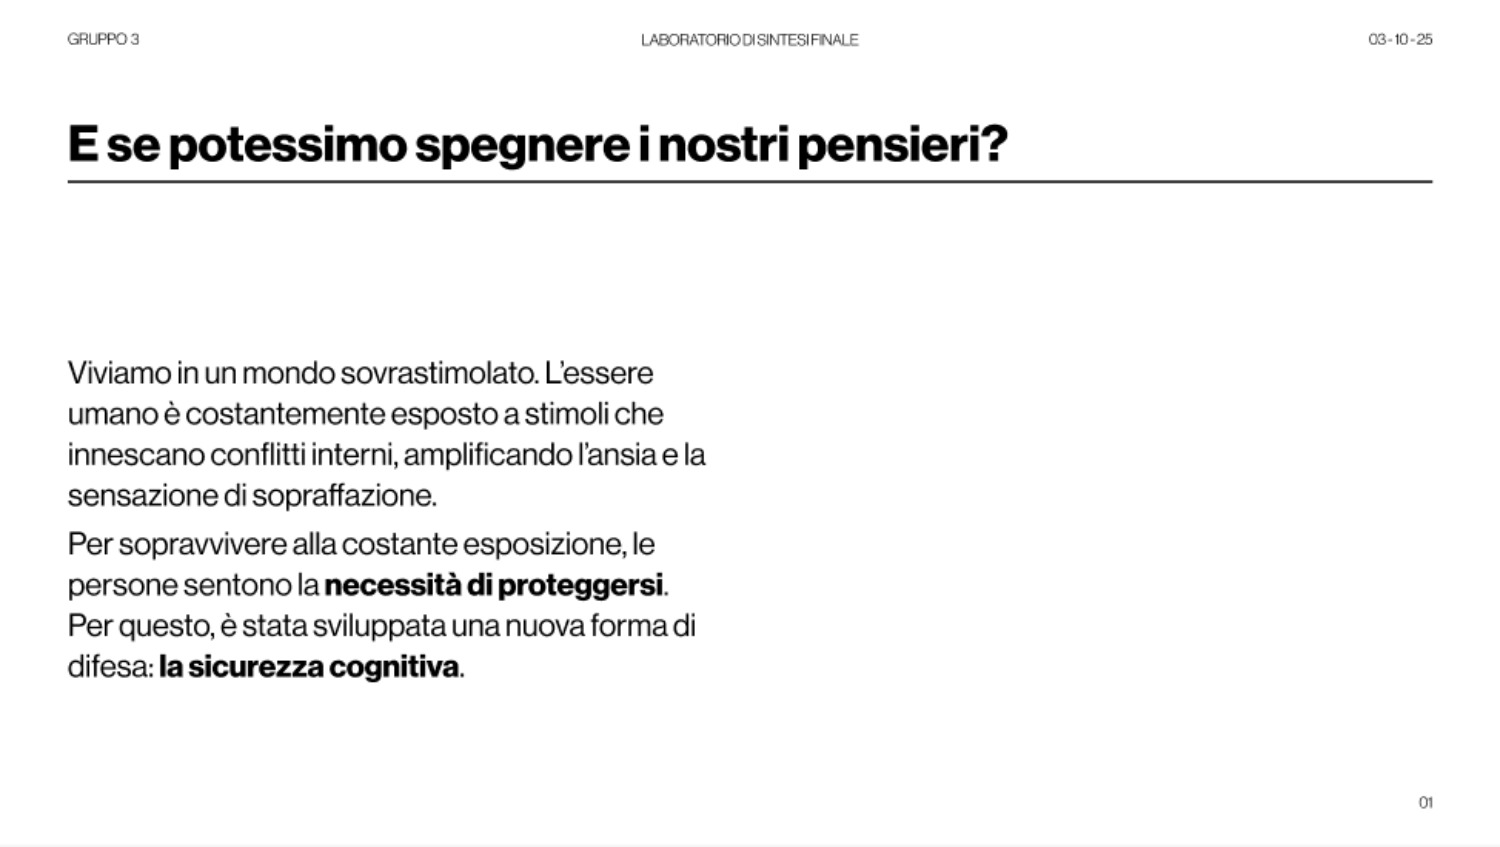 GRUPPO 3
LABORATORIO DI SINTESI FINALE
03-10-25
E se potessimo spegnere i nostri pensieri?
Viviamo in un mondo sovrastimolato. L’essere
umano è costantemente esposto a stimoli che
innescano conflitti interni, amplificando l’ansia e la
sensazione di sopraffazione.
Per sopravvivere alla costante esposizione, le
persone sentono la necessità di proteggersi.
Per questo, è stata sviluppata una nuova forma di
difesa: la sicurezza cognitiva.
01